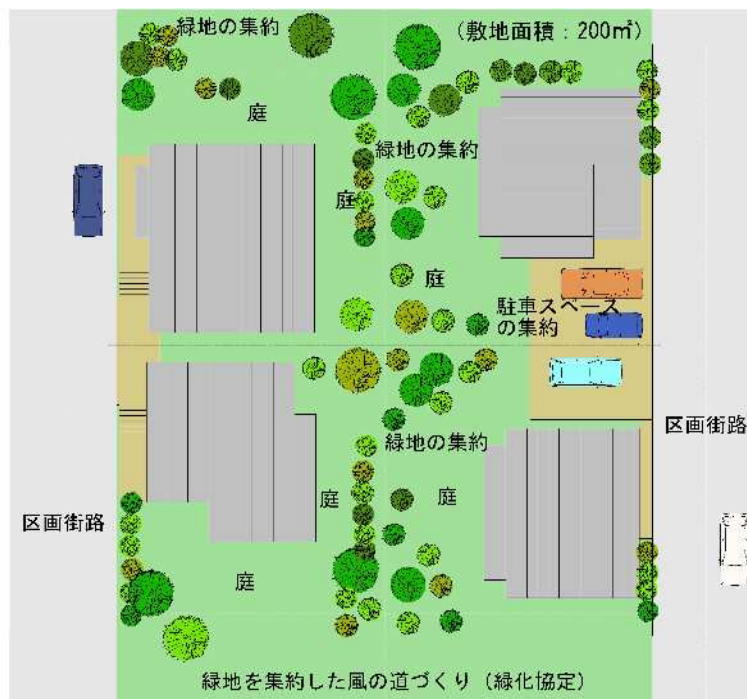 緑地の集約
(敷地面積：200㎡)
庭
緑地の集約
庭
庭
駐車スペース
の集約
区画街路
緑地の集約
庭
庭
区画街路
庭
緑地を集約した風の道づくり（緑化協定）